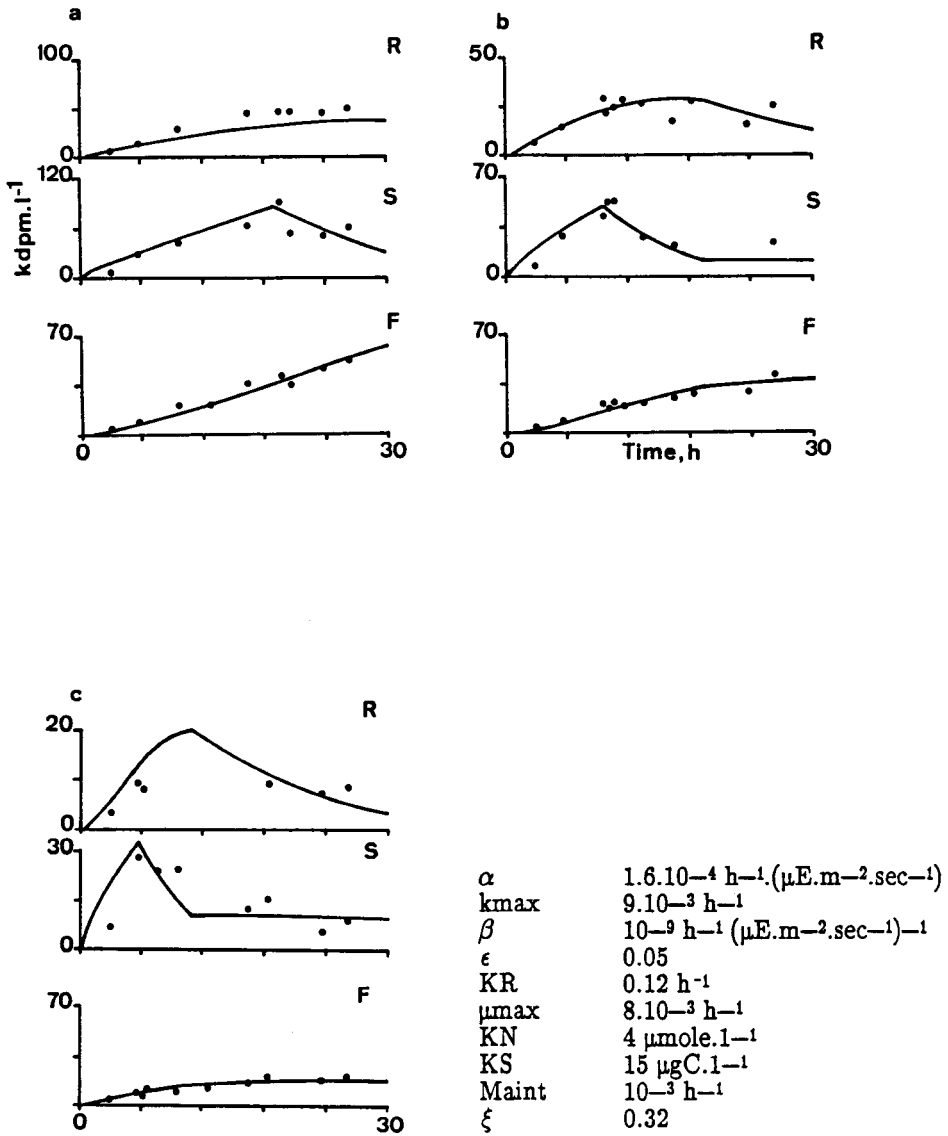 a
R
100
0
120
S
kdpm.l-1
0
70
F
0
30
b
R
50
0
70
S
0
70
F
0
Time,h
30
c
R
20
0
30
S
0
70
F
0
30
α 1.6.10–4 h–1.(µE.m–2.sec–1)
kmax 9.10–3 h–1
β 10–9 h–1 (µE.m–2.sec–1)–1
ϵ 0.05
KR 0.12 h-1
µmax 8.10–3 h–1
KN 4 µmole.1–1
KS 15 µgC.1–1
Maint 10–3 h–1
ξ 0.32